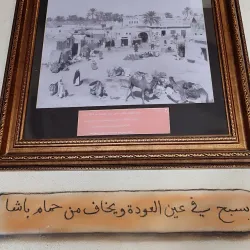 يسبح في عين العودة ويخاف من حمام باشا